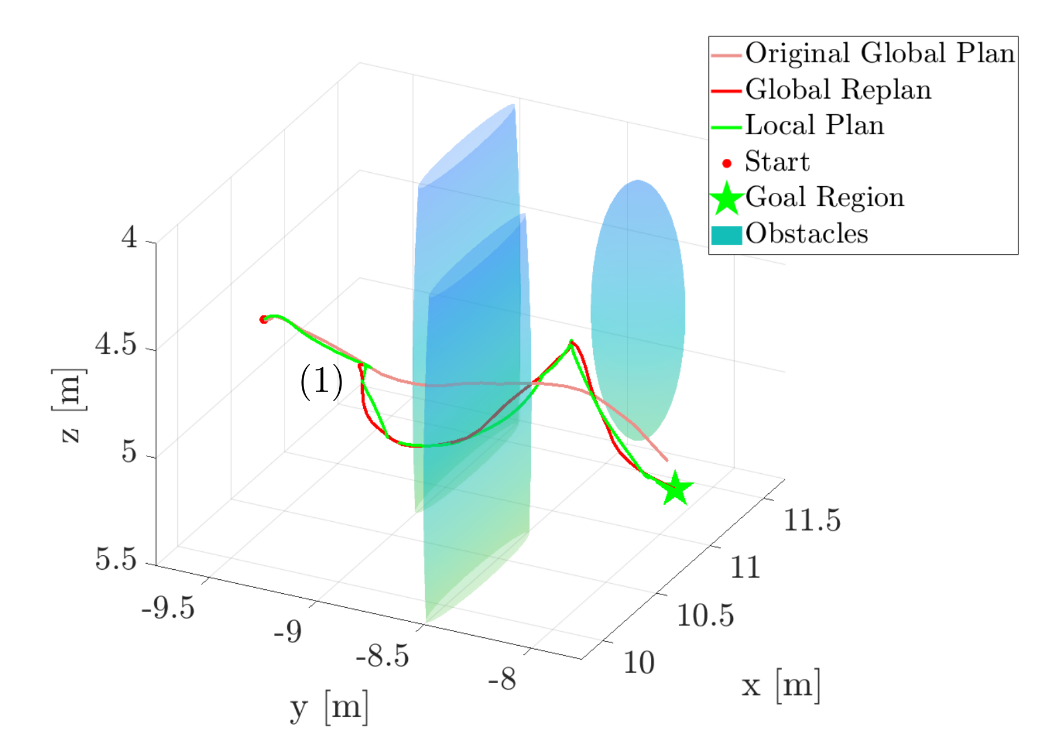 Original Global Plan
Global Replan
Local Plan
Start
Goal Region
Obstacles
4
4.5
5
5.5
z [m]
(1)
-9.5
-9
-8.5
-8
y [m]
10
10.5
11
11.5
x [m]